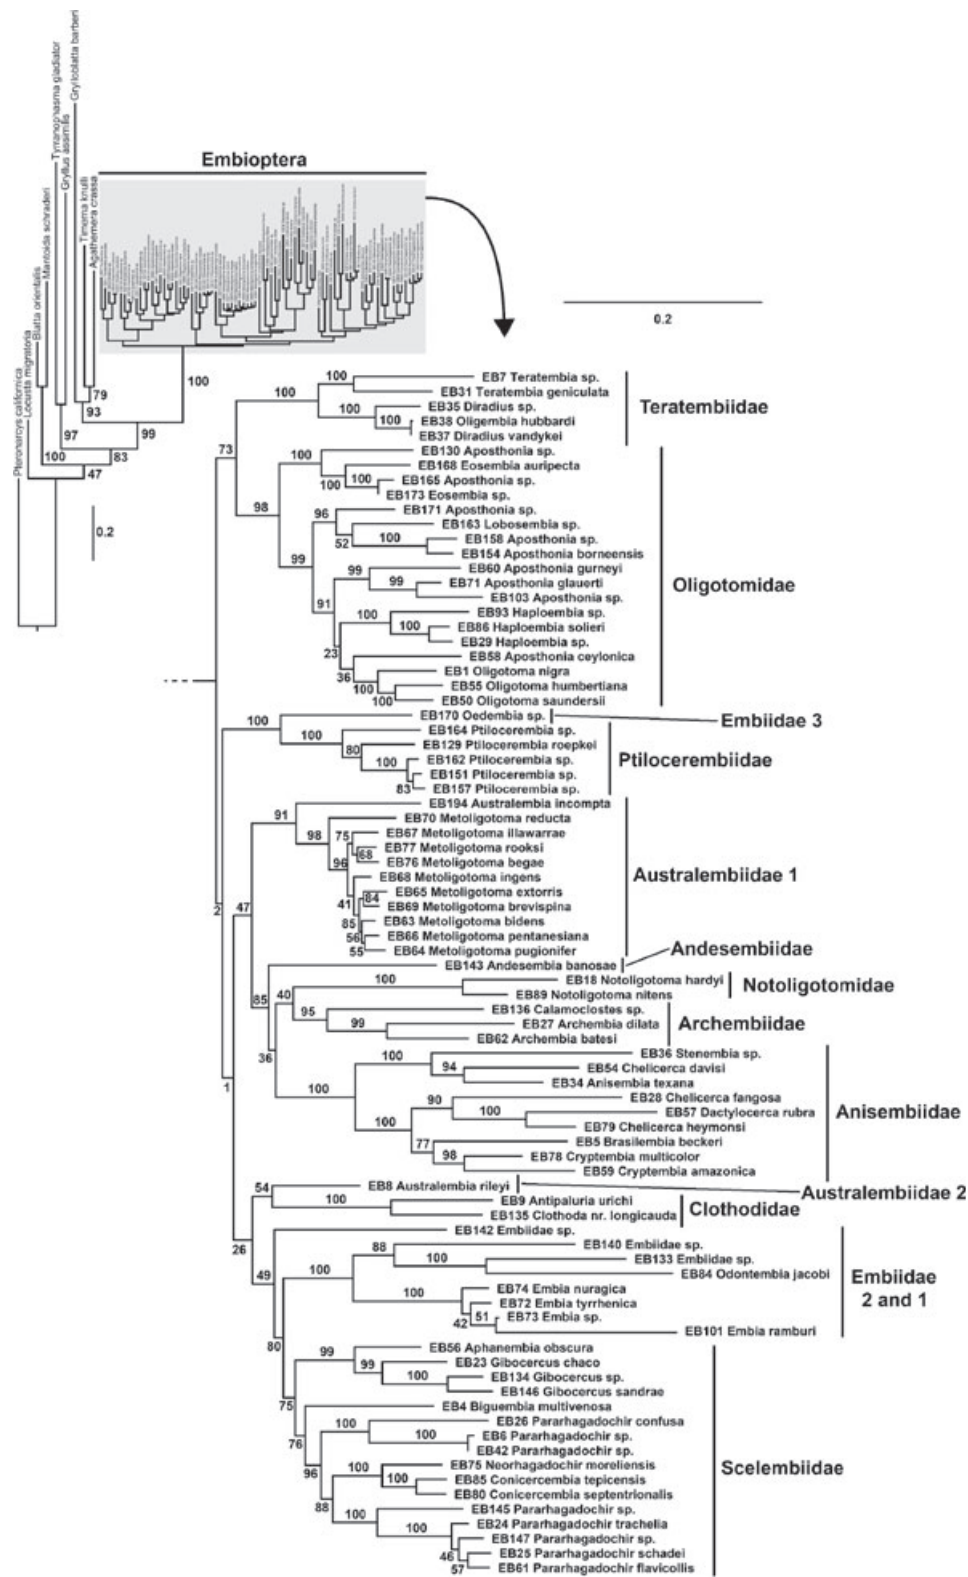 Pteronarcys californica
Locusta migratoria
Blatta orientalis
Mantoida schraderi
Tyrranophasma gladiator
Gryllus assimilis
Grylloblatta barberi
Timema knulli
Agathemera crassa
Embioptera
0.2
100
79
93
97
99
100
83
47
0.2
100
EB7 Teratembia sp.
EB31 Teratembia geniculata
100
EB35 Diradius sp.
100
100
EB38 Oligembia hubbardi
EB37 Diradius vandykei
Teratembiidae
73
EB130 Aposthonia sp.
100
EB168 Eosembia auripecta
100
100
EB165 Aposthonia sp.
EB173 Eosembia sp.
98
EB171 Aposthonia sp.
96
EB163 Lobosembia sp.
52
100
EB158 Aposthonia sp.
EB154 Aposthonia borneensis
99
EB60 Aposthonia gurneyi
99
99
EB71 Aposthonia glauerti
EB103 Aposthonia sp.
91
EB93 Haploembia sp.
100
100
EB86 Haploembia solieri
EB29 Haploembia sp.
23
EB58 Aposthonia ceylonica
36
EB1 Oligotoma nigra
100
EB55 Oligotoma humbertiana
100
EB50 Oligotoma saundersii
Oligotomidae
EB170 Oedembia sp.
Embiidae 3
100
100
EB164 Ptilocerembia sp.
80
EB129 Ptilocerembia roepkei
100
EB162 Ptilocerembia sp.
EB151 Ptilocerembia sp.
83
EB157 Ptilocerembia sp.
Ptilocerembiidae
2
EB194 Australembia incompta
91
EB70 Metoligotoma reducta
98
75
EB67 Metoligotoma illawarrae
EB77 Metoligotoma rooksi
68
96
EB76 Metoligotoma begae
EB68 Metoligotoma ingens
EB65 Metoligotoma extorris
84
41
EB69 Metoligotoma brevispina
85
EB63 Metoligotoma bidens
56
EB66 Metoligotoma pentanesiana
55
EB64 Metoligotoma pugionifer
Australembiidae 1
47
EB143 Andesembia banosae
Andesembiidae
EB18 Notoligotoma hardyi
100
EB89 Notoligotoma nitens
Notoligotomidae
85
40
EB136 Calamoclostes sp.
95
99
EB27 Archembia dilata
EB62 Archembia batesi
Archembiidae
36
EB36 Stenembia sp.
100
94
EB54 Chelicerca davisi
EB34 Anisembia texana
100
EB28 Chelicerca fangosa
90
100
EB57 Dactylocerca rubra
EB79 Chelicerca heymonsi
100
77
EB5 Brasilembia beckeri
98
EB78 Cryptembia multicolor
EB59 Cryptembia amazonica
Anisembiidae
1
EB8 Australembia rileyi
54
Australembiidae 2
100
EB9 Antipaluria urichi
EB135 Clothoda nr. longicauda
Clothodidae
26
EB142 Embiidae sp.
49
88
EB140 Embiidae sp.
100
EB133 Embiidae sp.
EB84 Odontembia jacobi
100
100
EB74 Embia nuragica
EB72 Embia tyrrhenica
51
EB73 Embia sp.
42
EB101 Embia ramburi
Embiidae
2 and 1
80
EB56 Aphanembia obscura
99
99
EB23 Gibocercus chaco
100
EB134 Gibocercus sp.
EB146 Gibocercus sandrae
75
EB4 Biguembia multivenosa
76
EB26 Pararhagadochir confusa
100
100
EB6 Pararhagadochir sp.
EB42 Pararhagadochir sp.
96
EB75 Neorhagadochir moreliensis
100
100
EB85 Conicercembia tepicensis
EB80 Conicercembia septentrionalis
88
EB145 Pararhagadochir sp.
100
100
EB24 Pararhagadochir trachelia
EB147 Pararhagadochir sp.
46
EB25 Pararhagadochir schadei
57
EB61 Pararhagadochir flavicollis
Scelembiidae